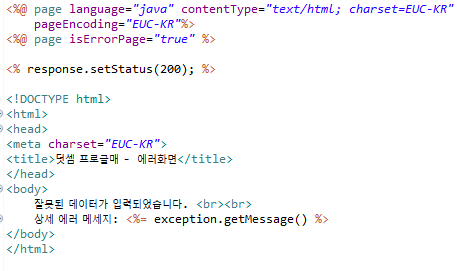 <%@ page language="java" contentType="text/html; charset=EUC-KR"
    pageEncoding="EUC-KR"%>
<%@ page isErrorPage="true" %>
<% response.setStatus(200); %>
<!DOCTYPE html>
<html>
<head>
<meta charset="EUC-KR">
<title>덧셈 프로글매 - 에러화면</title>
</head>
<body>
    잘못된 데이터가 입력되었습니다. <br><br>
    상세 에러 메세지: <%= exception.getMessage() %>
</body>
</html>